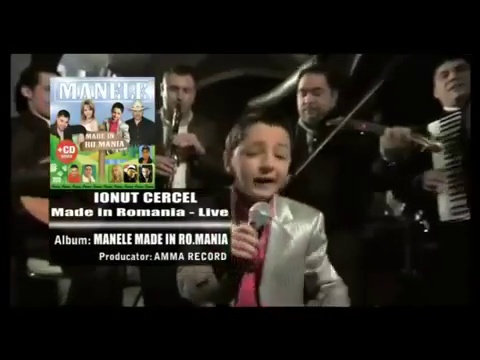 MANELE
MADE IN
RO.MANIA
+CD
IONUT CERCEL
Made in Romania - Live
Album: MANELE MADE IN RO.MANIA
Producator: AMMA RECORD